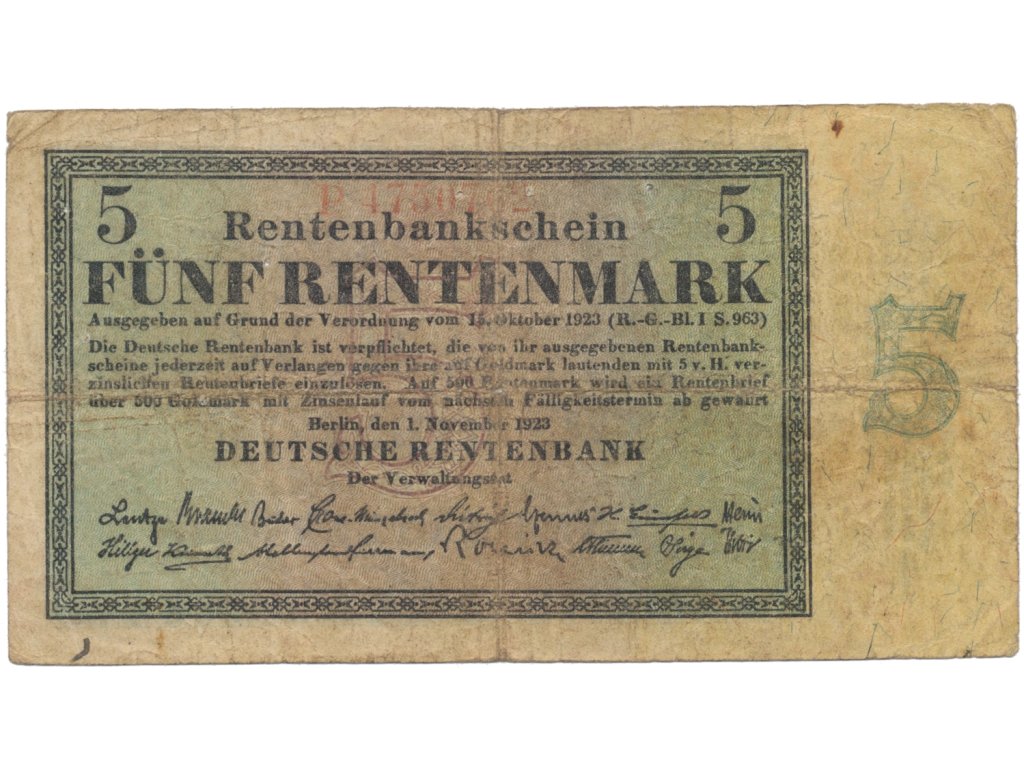 5 5
P 4750762
Rentenbankschein
FÜNF RENTENMARK
Ausgegeben auf Grund der Verordnung vom 15. Oktober 1923 (R.-G.-Bl. I S. 963)
Die Deutsche Rentenbank ist verpflichtet, die von ihr ausgegebenen Rentenbank-
scheine jederzeit auf Verlangen gegen ihre auf Goldmark lautenden mit 5 v. H. ver-
zinslichen Rentenbriefe einzulösen. Auf 500 Rentenmark wird ein Rentenbrief
über 500 Goldmark mit Zinsenlauf vom nächsten Fälligkeitstermin ab gewährt
Berlin, den 1. November 1923
DEUTSCHE RENTENBANK
Der Verwaltungsrat
5